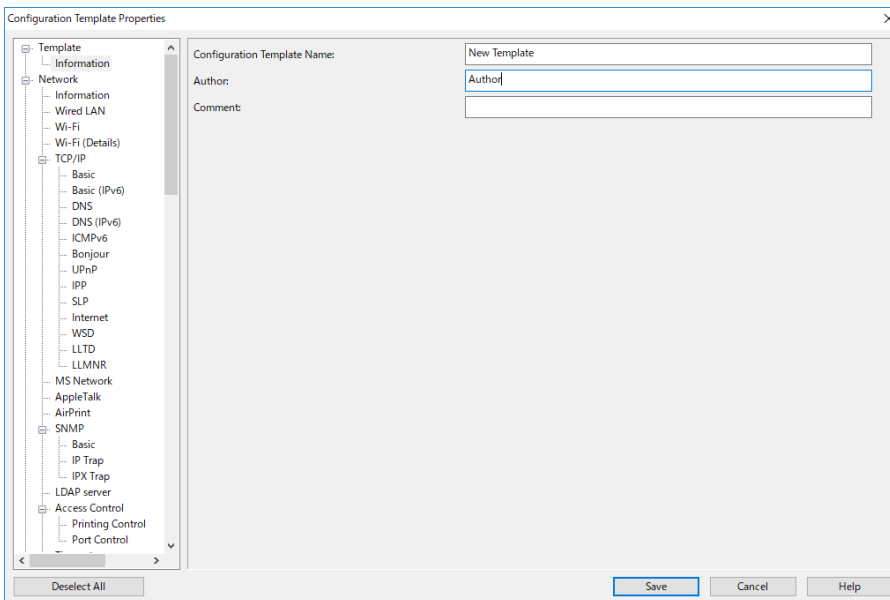 Configuration Template Properties
Template
Information
Network
Information
Wired LAN
Wi-Fi
Wi-Fi (Details)
TCP/IP
Basic
Basic (IPv6)
DNS
DNS (IPv6)
ICMPv6
Bonjour
UPnP
IPP
SLP
Internet
WSD
LLTD
LLMNR
MS Network
AppleTalk
AirPrint
SNMP
Basic
IP Trap
IPX Trap
LDAP server
Access Control
Printing Control
Port Control
Configuration Template Name: New Template
Author: Author
Comment:
Deselect All Save Cancel Help